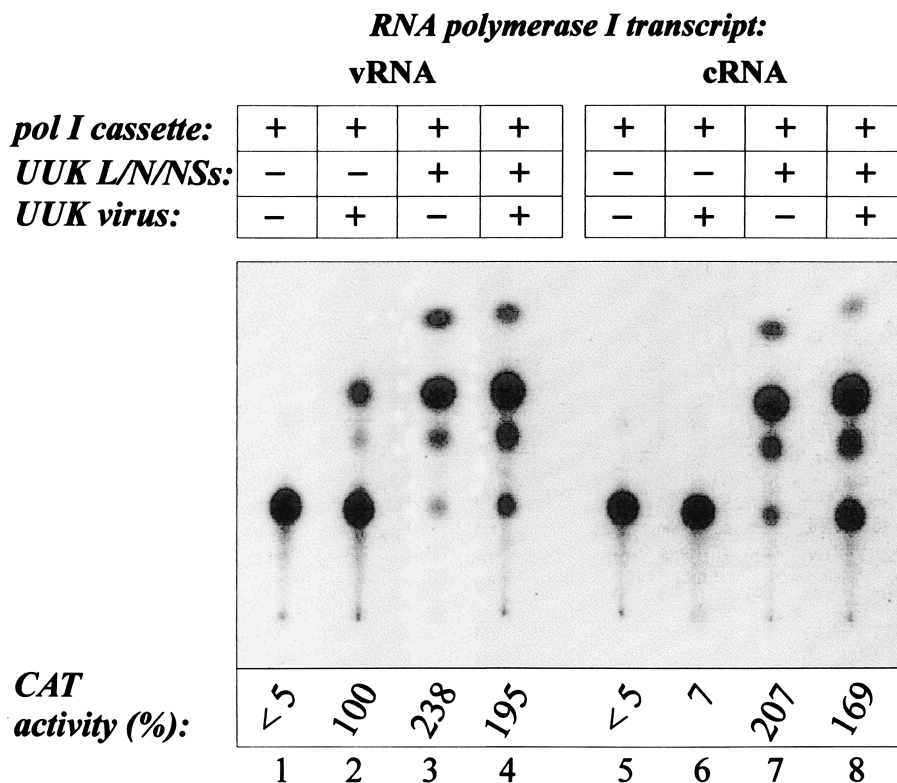 RNA polymerase I transcript:
vRNA cRNA
pol I cassette: + + + + + + + +
UUK L/N/NSs: − − + + − − + +
UUK virus: − + − + − + − +
CAT
activity (%): < 5 100 238 195 < 5 7 207 169
1 2 3 4 5 6 7 8